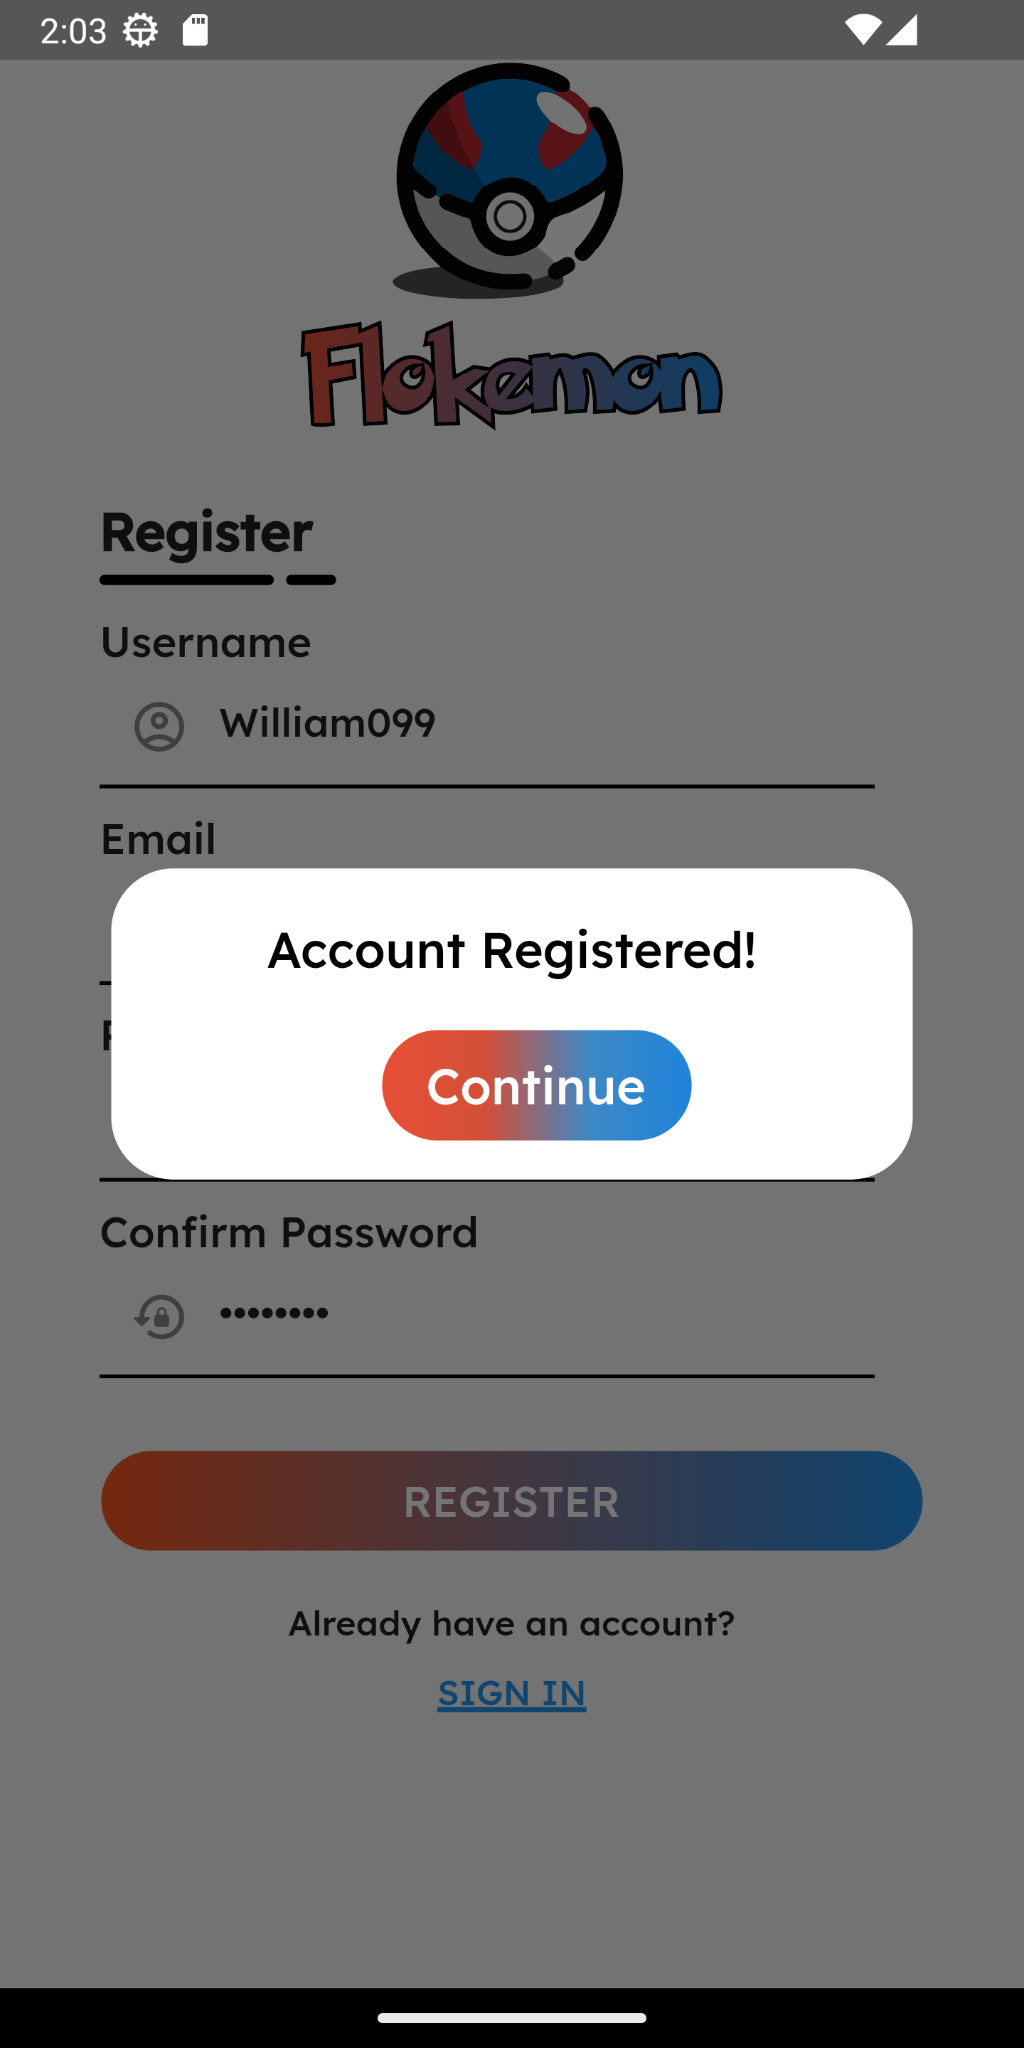 2:03
Flokemon
Register
Username
William099
Email
Account Registered!
Continue
Confirm Password
••••••••
REGISTER
Already have an account?
SIGN IN